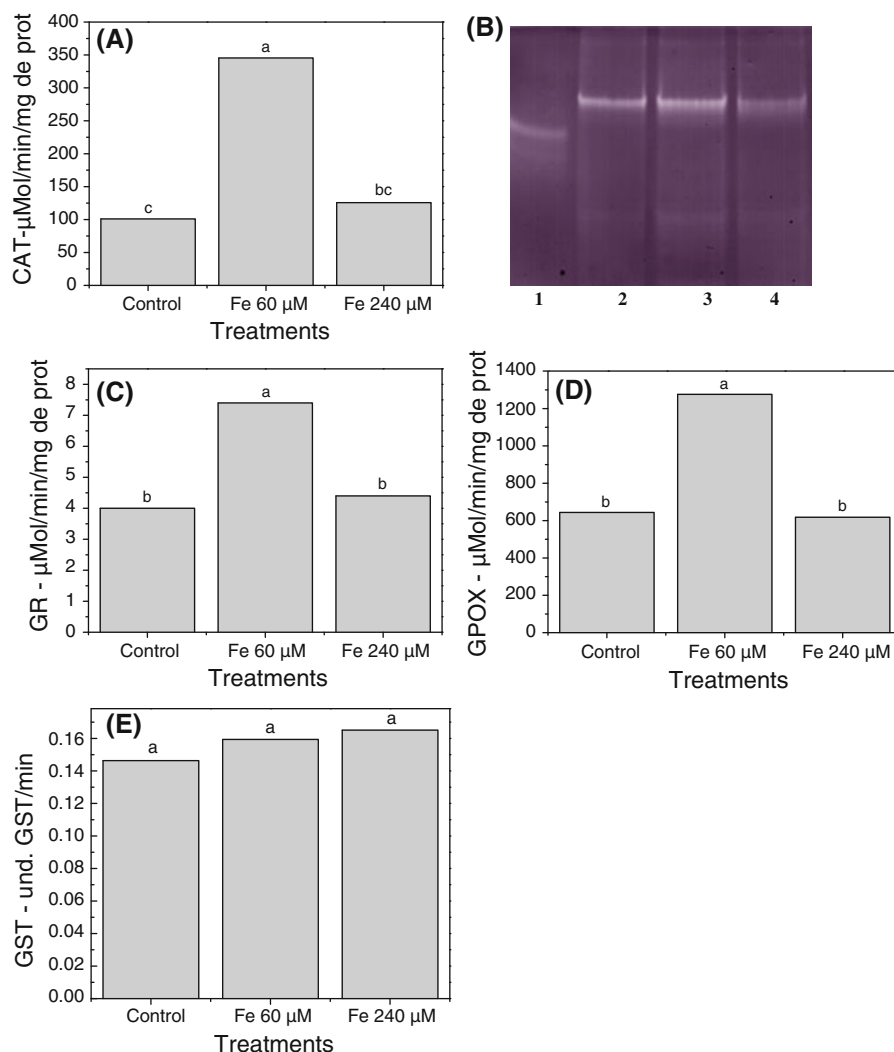 (A)
CAT-μMol/min/mg de prot
400
350
300
250
200
150
100
50
0
c
a
bc
Control
Fe 60 μM
Fe 240 μM
Treatments
(B)
1
2
3
4
(C)
GR - μMol/min/mg de prot
8
7
6
5
4
3
2
1
0
b
a
b
Control
Fe 60 μM
Fe 240 μM
Treatments
(D)
GPOX - μMol/min/mg de prot
1400
1200
1000
800
600
400
200
0
b
a
b
Control
Fe 60 μM
Fe 240 μM
Treatments
(E)
GST - und. GST/min
0.16
0.14
0.12
0.10
0.08
0.06
0.04
0.02
0.00
a
a
a
Control
Fe 60 μM
Fe 240 μM
Treatments